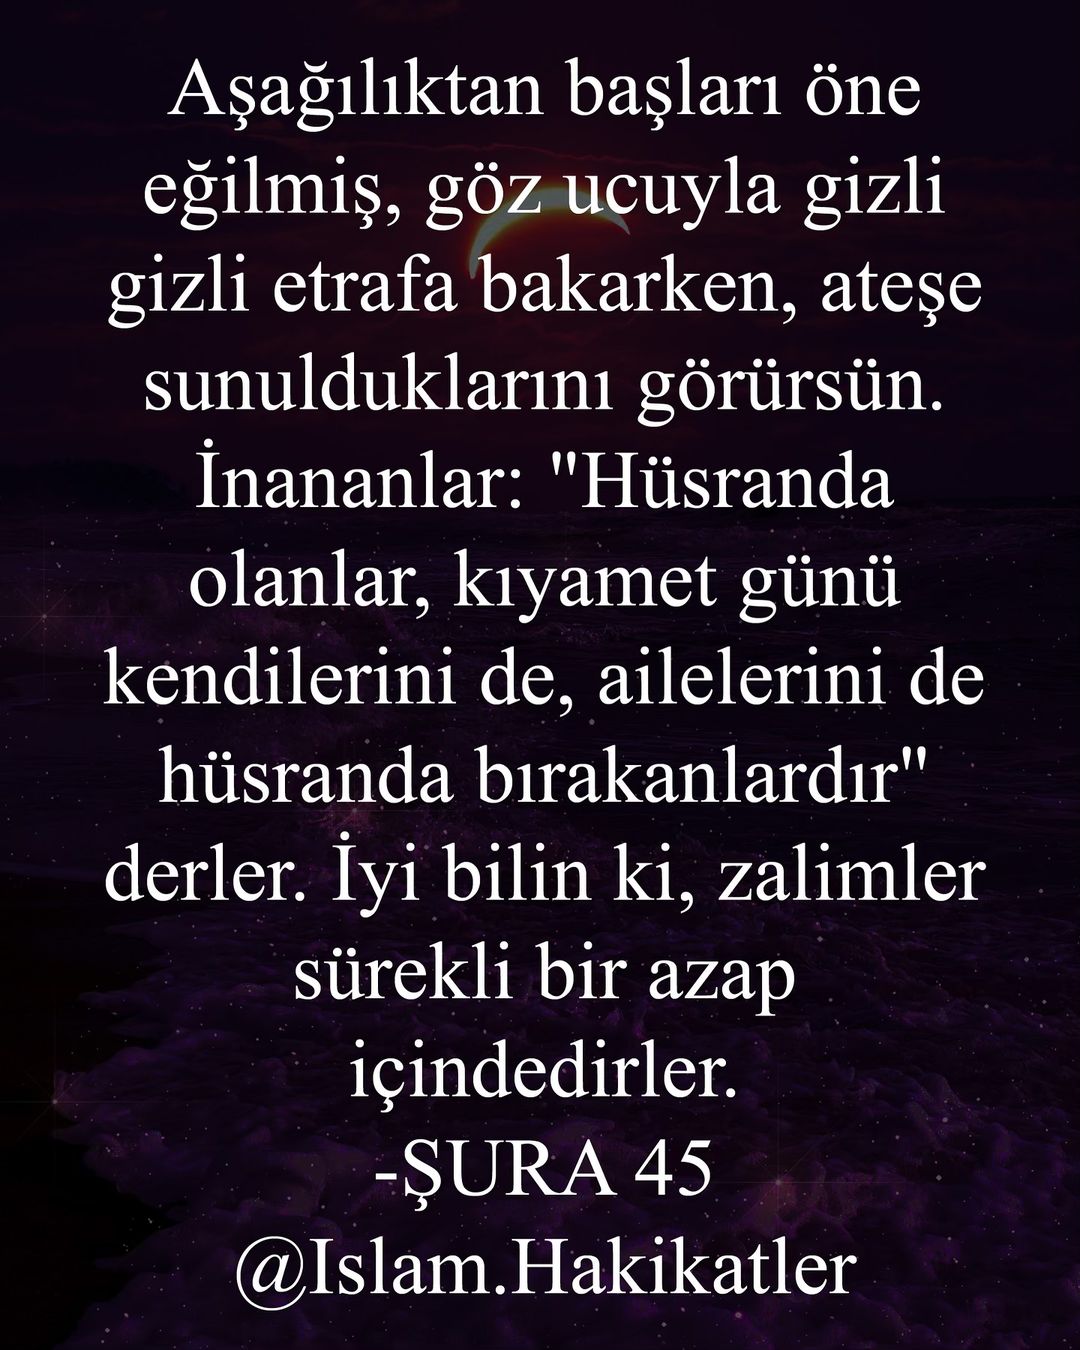 Aşağılıktan başları öne
eğilmiş, göz ucuyla gizli
gizli etrafa bakarken, ateşe
sunulduklarını görürsün.
İnananlar: "Hüsranda
olanlar, kıyamet günü
kendilerini de, ailelerini de
hüsranda bırakanlardır"
derler. İyi bilin ki, zalimler
sürekli bir azap
içindedirler.
-ŞURA 45
@Islam.Hakikatler